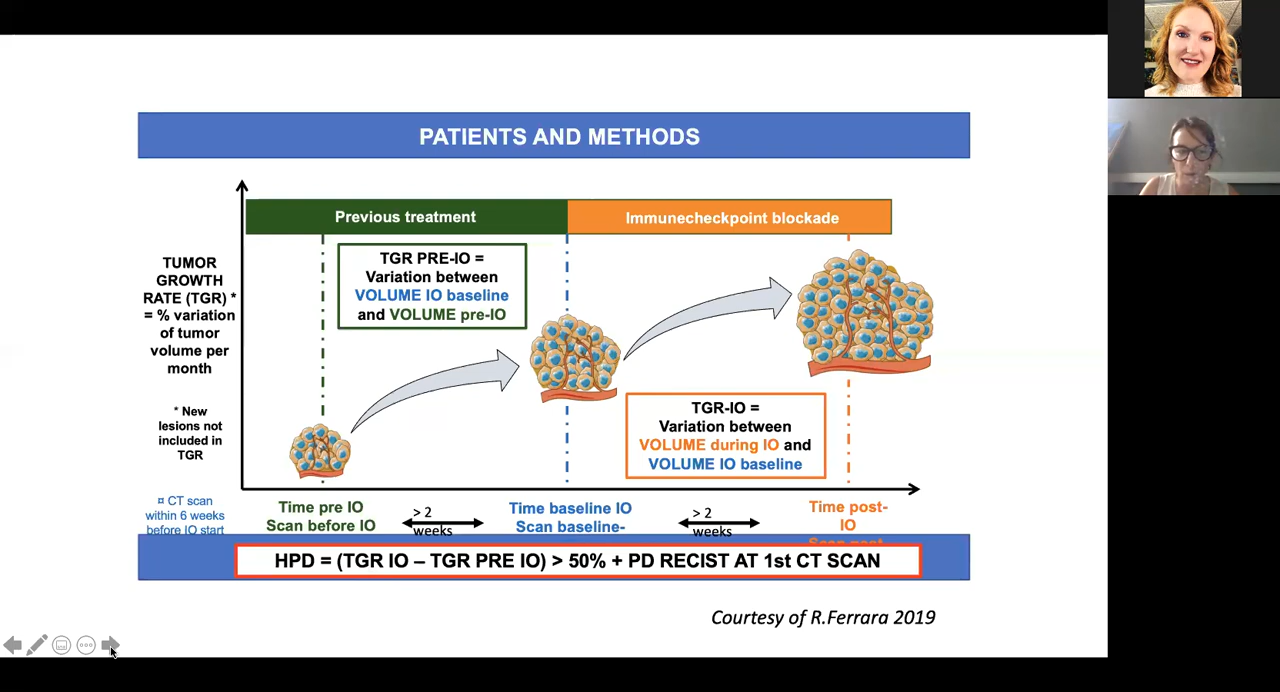 PATIENTS AND METHODS
Previous treatment
Immunecheckpoint blockade
TUMOR
GROWTH
RATE (TGR) *
= % variation
of tumor
volume per
month
* New
lesions not
included in
TGR
TGR PRE-IO =
Variation between
VOLUME IO baseline
and VOLUME pre-IO
TGR-IO =
Variation between
VOLUME during IO and
VOLUME IO baseline
¤ CT scan
within 6 weeks
before IO start
Time pre IO
Scan before IO
> 2
weeks
Time baseline IO
Scan baseline-
> 2
weeks
Time post-
IO
HPD = (TGR IO – TGR PRE IO) > 50% + PD RECIST AT 1st CT SCAN
Courtesy of R.Ferrara 2019